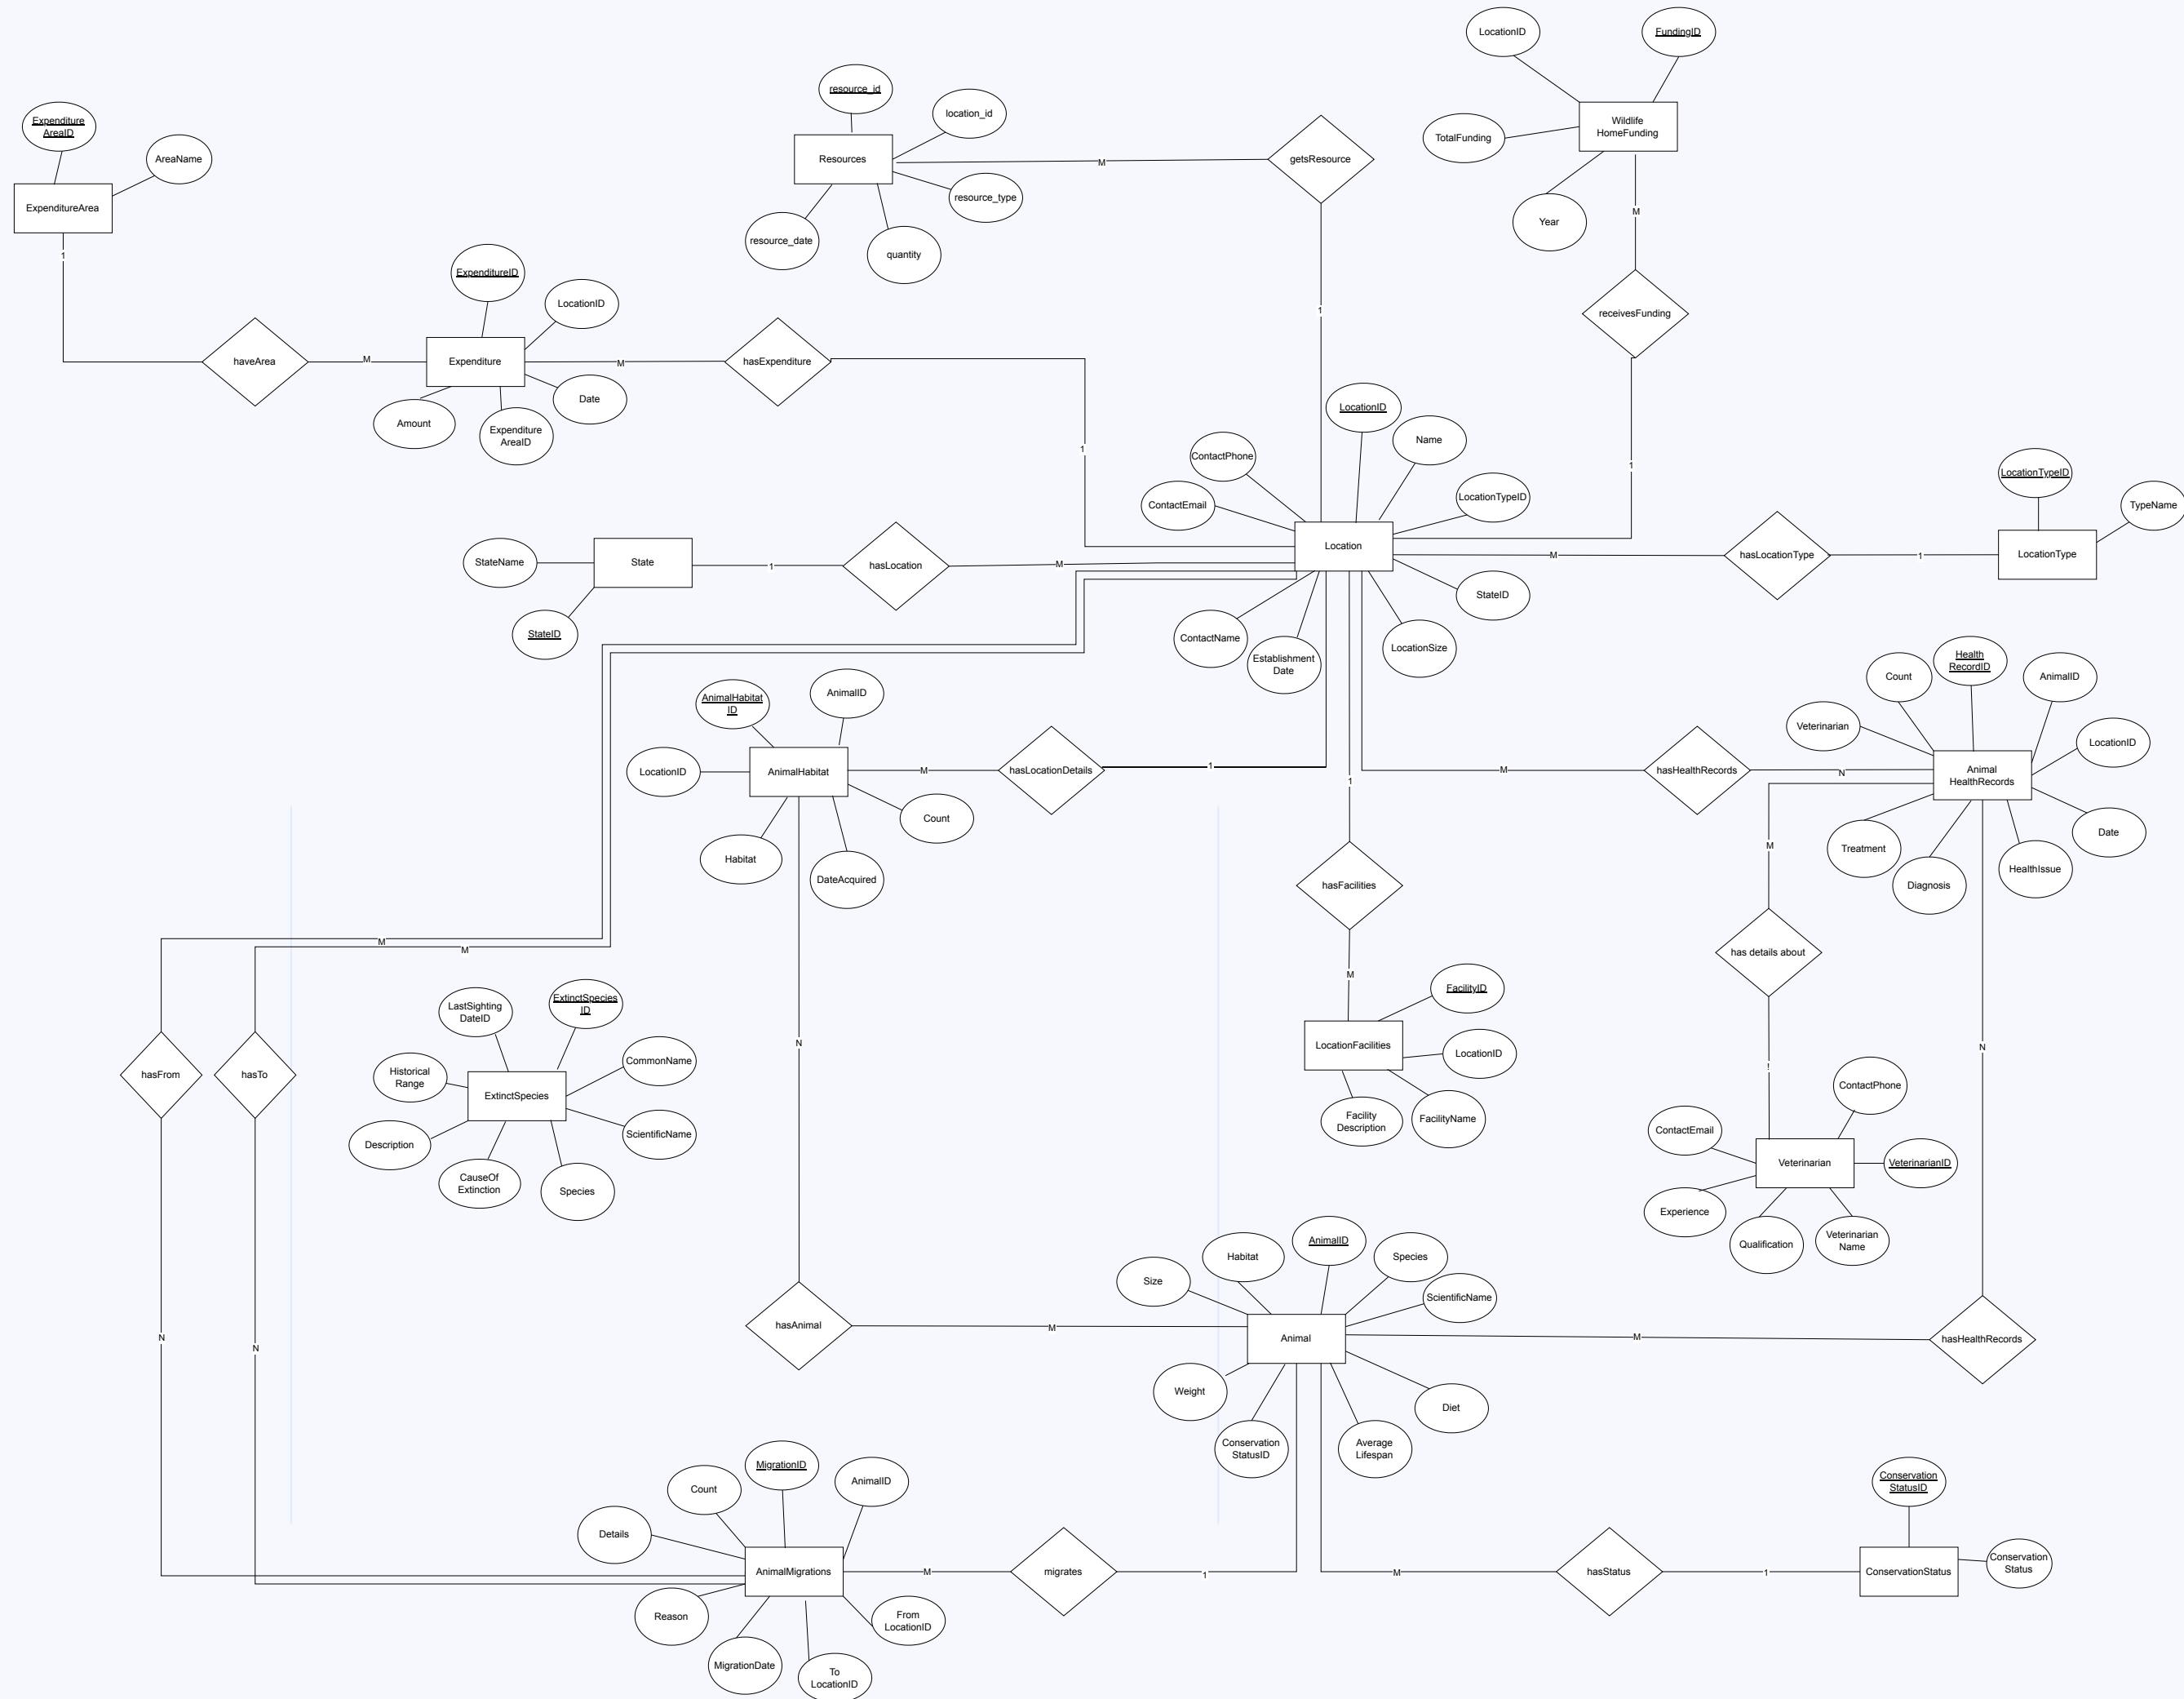 LocationID
FundingID
Wildlife
HomeFunding
TotalFunding
Year
M
receivesFunding
1
resource_id
location_id
Resources
resource_type
resource_date
quantity
M
getsResource
1
Expenditure
AreaID
AreaName
ExpenditureArea
1
haveArea
M
ExpenditureID
LocationID
Expenditure
Amount
Expenditure
AreaID
Date
M
hasExpenditure
1
LocationID
Name
ContactPhone
ContactEmail
LocationTypeID
Location
StateID
LocationSize
Establishment
Date
ContactName
M
hasLocationType
1
LocationTypeID
TypeName
LocationType
StateName
State
StateID
1
hasLocation
M
AnimalHabitat
ID
AnimalID
LocationID
AnimalHabitat
Count
Habitat
DateAcquired
M
hasLocationDetails
1
M
hasHealthRecords
N
Health
RecordID
Count
AnimalID
Veterinarian
LocationID
Animal
HealthRecords
Treatment
Diagnosis
HealthIssue
Date
1
hasFacilities
M
FacilityID
LocationFacilities
LocationID
Facility
Description
FacilityName
M
has details about
!
ContactPhone
ContactEmail
Veterinarian
VeterinarianID
Experience
Qualification
Veterinarian
Name
M
M
hasFrom
hasTo
N
N
LastSighting
DateID
ExtinctSpecies
ID
Historical
Range
CommonName
ExtinctSpecies
ScientificName
Description
CauseOf
Extinction
Species
N
hasAnimal
M
N
M
hasHealthRecords
Size
Habitat
AnimalID
Species
ScientificName
Animal
Weight
Conservation
StatusID
Average
Lifespan
Diet
MigrationID
Count
AnimalID
Details
AnimalMigrations
Reason
MigrationDate
To
LocationID
From
LocationID
M
migrates
1
M
hasStatus
1
Conservation
StatusID
ConservationStatus
Conservation
Status